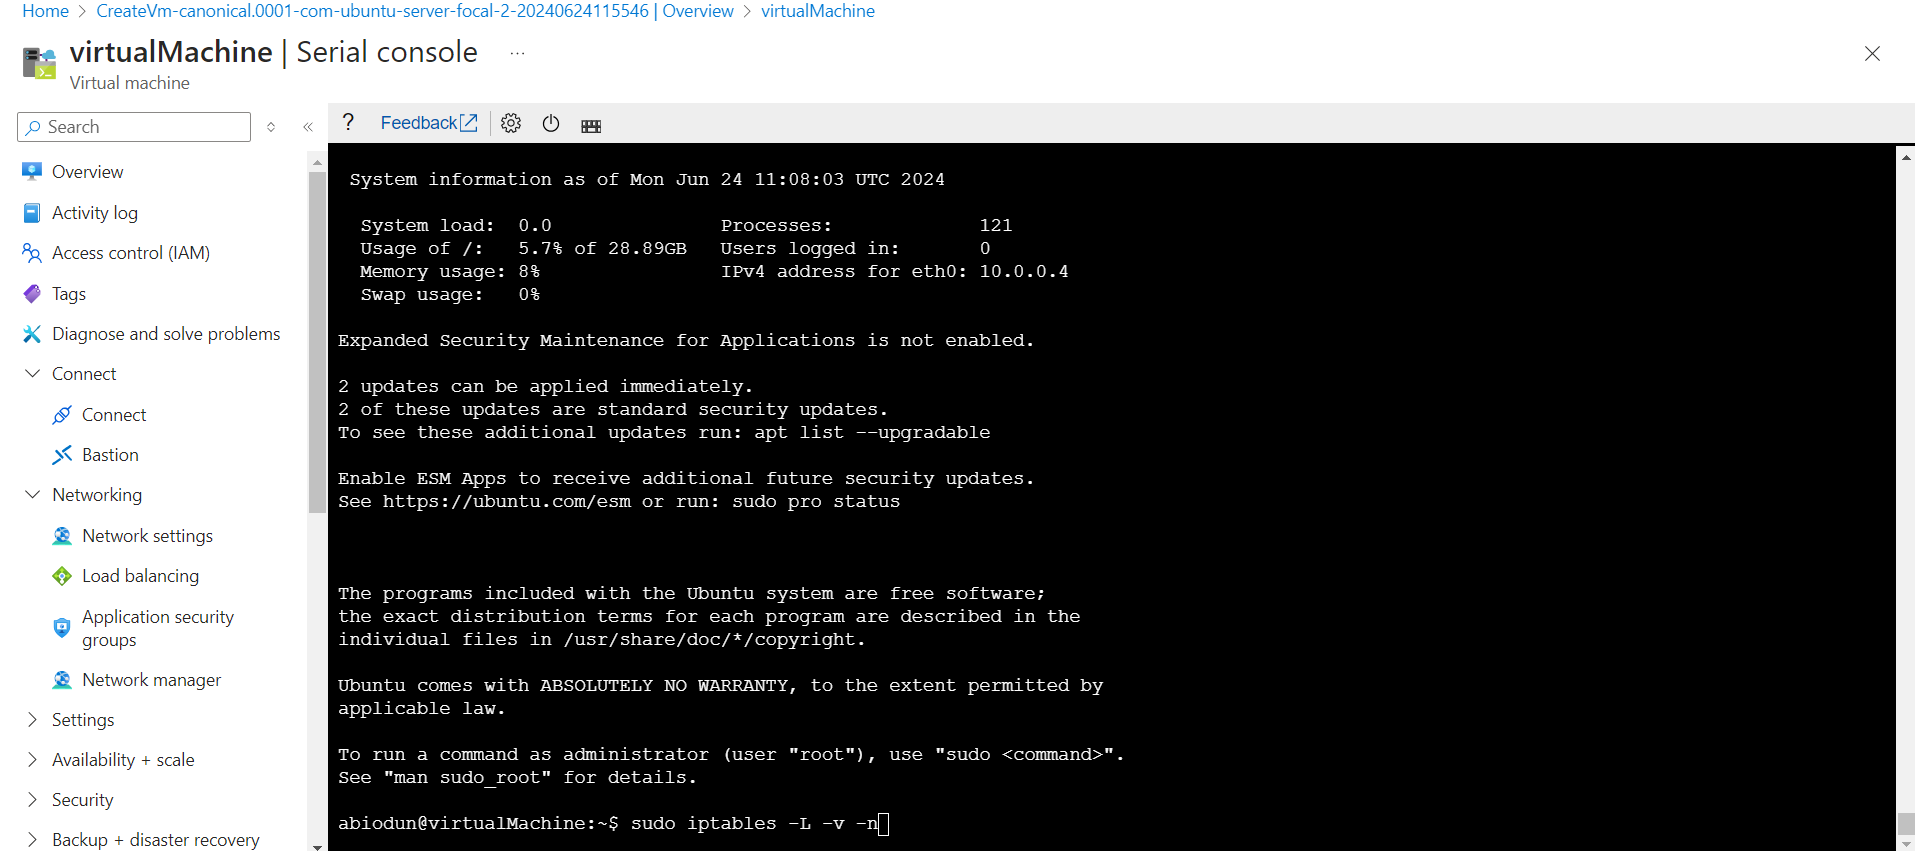 Home > CreateVm-canonical.0001-com-ubuntu-server-focal-2-20240624115546 | Overview > virtualMachine
virtualMachine | Serial console ...
Virtual machine
Search
Overview
Activity log
Access control (IAM)
Tags
Diagnose and solve problems
Connect
Connect
Bastion
Networking
Network settings
Load balancing
Application security
groups
Network manager
Settings
Availability + scale
Security
Backup + disaster recovery
? Feedback
System information as of Mon Jun 24 11:08:03 UTC 2024
System load: 0.0 Processes: 121
Usage of /: 5.7% of 28.89GB Users logged in: 0
Memory usage: 8% IPv4 address for eth0: 10.0.0.4
Swap usage: 0%
Expanded Security Maintenance for Applications is not enabled.
2 updates can be applied immediately.
2 of these updates are standard security updates.
To see these additional updates run: apt list --upgradable
Enable ESM Apps to receive additional future security updates.
See https://ubuntu.com/esm or run: sudo pro status
The programs included with the Ubuntu system are free software;
the exact distribution terms for each program are described in the
individual files in /usr/share/doc/*/copyright.
Ubuntu comes with ABSOLUTELY NO WARRANTY, to the extent permitted by
applicable law.
To run a command as administrator (user "root"), use "sudo <command>".
See "man sudo_root" for details.
abiodun@virtualMachine:~$ sudo iptables -L -v -n